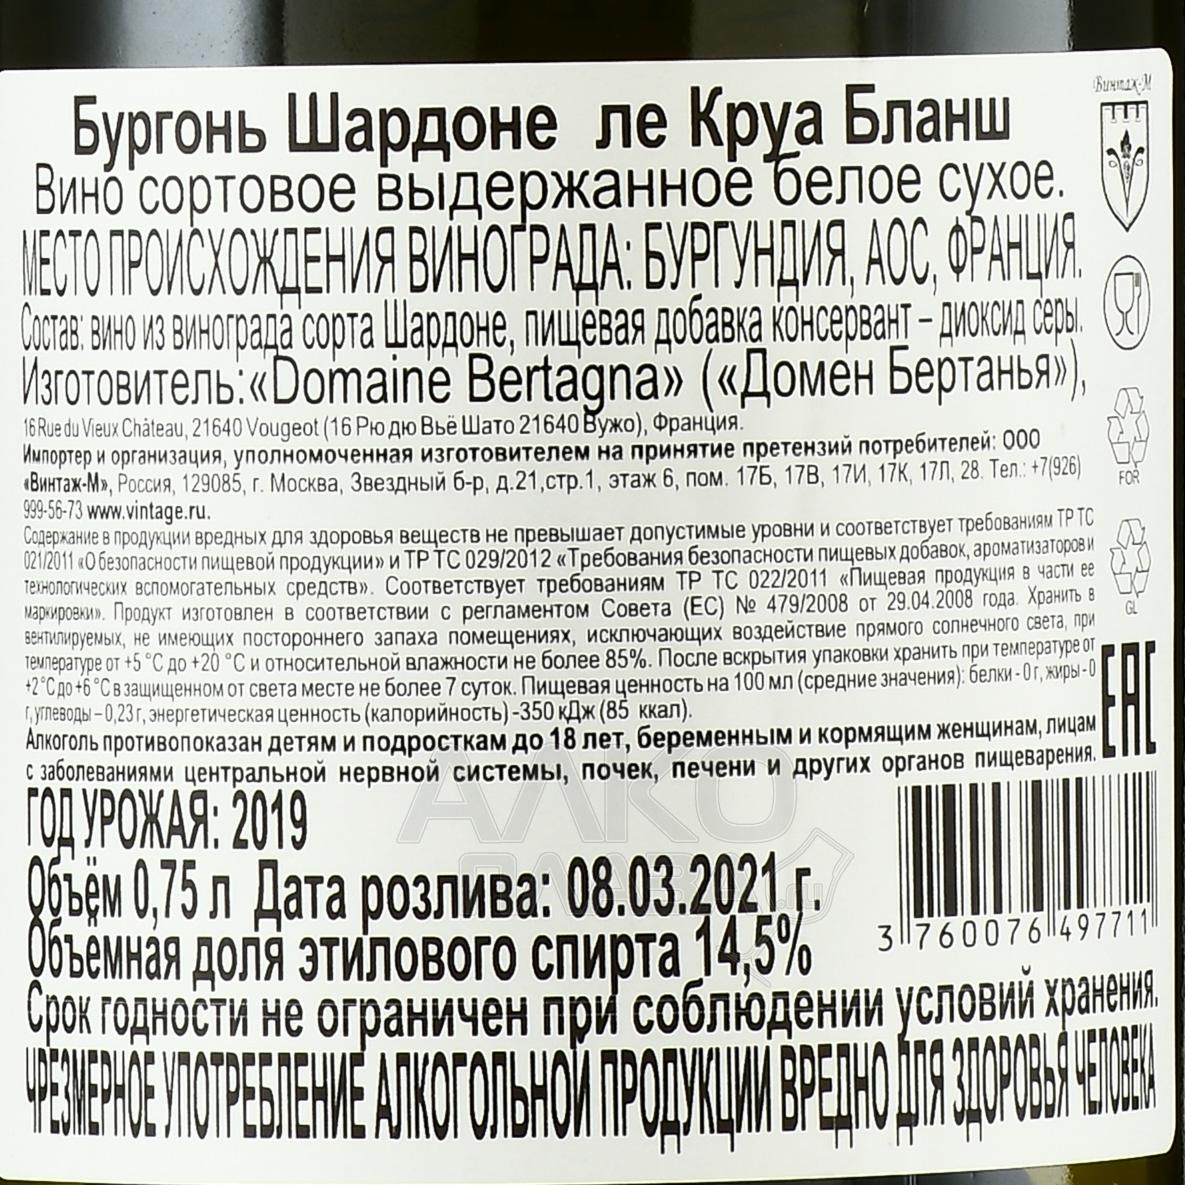 Винтаж-М
Бургонь Шардоне ле Круа Бланш
Вино сортовое выдержанное белое сухое.
МЕСТО ПРОИСХОЖДЕНИЯ ВИНОГРАДА: БУРГУНДИЯ, АОС, ФРАНЦИЯ.
Состав: вино из винограда сорта Шардоне, пищевая добавка консервант – диоксид серы.
Изготовитель:«Domaine Bertagna» («Домен Бертанья»),
16 Rue du Vieux Château, 21640 Vougeot (16 Рю дю Вьё Шато 21640 Вужо), Франция.
Импортер и организация, уполномоченная изготовителем на принятие претензий потребителей: ООО
«Винтаж-М», Россия, 129085, г. Москва, Звездный б-р, д.21,стр.1, этаж 6, пом. 17Б, 17В, 17И, 17К, 17Л, 28. Тел.: +7(926)
999-56-73 www.vintage.ru.
Содержание в продукции вредных для здоровья веществ не превышает допустимые уровни и соответствует требованиям ТР ТС
021/2011 «О безопасности пищевой продукции» и ТР ТС 029/2012 «Требования безопасности пищевых добавок, ароматизаторов и
технологических вспомогательных средств». Соответствует требованиям ТР ТС 022/2011 «Пищевая продукция в части ее
маркировки». Продукт изготовлен в соответствии с регламентом Совета (ЕС) № 479/2008 от 29.04.2008 года. Хранить в
вентилируемых, не имеющих постороннего запаха помещениях, исключающих воздействие прямого солнечного света, при
температуре от +5 °С до +20 °С и относительной влажности не более 85%. После вскрытия упаковки хранить при температуре от
+2°С до +6 °С в защищенном от света месте не более 7 суток. Пищевая ценность на 100 мл (средние значения): белки - 0 г, жиры - 0
г, углеводы – 0,23 г, энергетическая ценность (калорийность) -350 кДж (85 ккал).
Алкоголь противопоказан детям и подросткам до 18 лет, беременным и кормящим женщинам, лицам
с заболеваниями центральной нервной системы, почек, печени и других органов пищеварения.
FOR
GL
EAC
ГОД УРОЖАЯ: 2019
Объём 0,75 л Дата розлива: 08.03.2021 г.
Объёмная доля этилового спирта 14,5%
3 760076 497711
Срок годности не ограничен при соблюдении условий хранения.
ЧРЕЗМЕРНОЕ УПОТРЕБЛЕНИЕ АЛКОГОЛЬНОЙ ПРОДУКЦИИ ВРЕДНО ДЛЯ ЗДОРОВЬЯ ЧЕЛОВЕКА
АЛКО
ПЛАЗА.ru